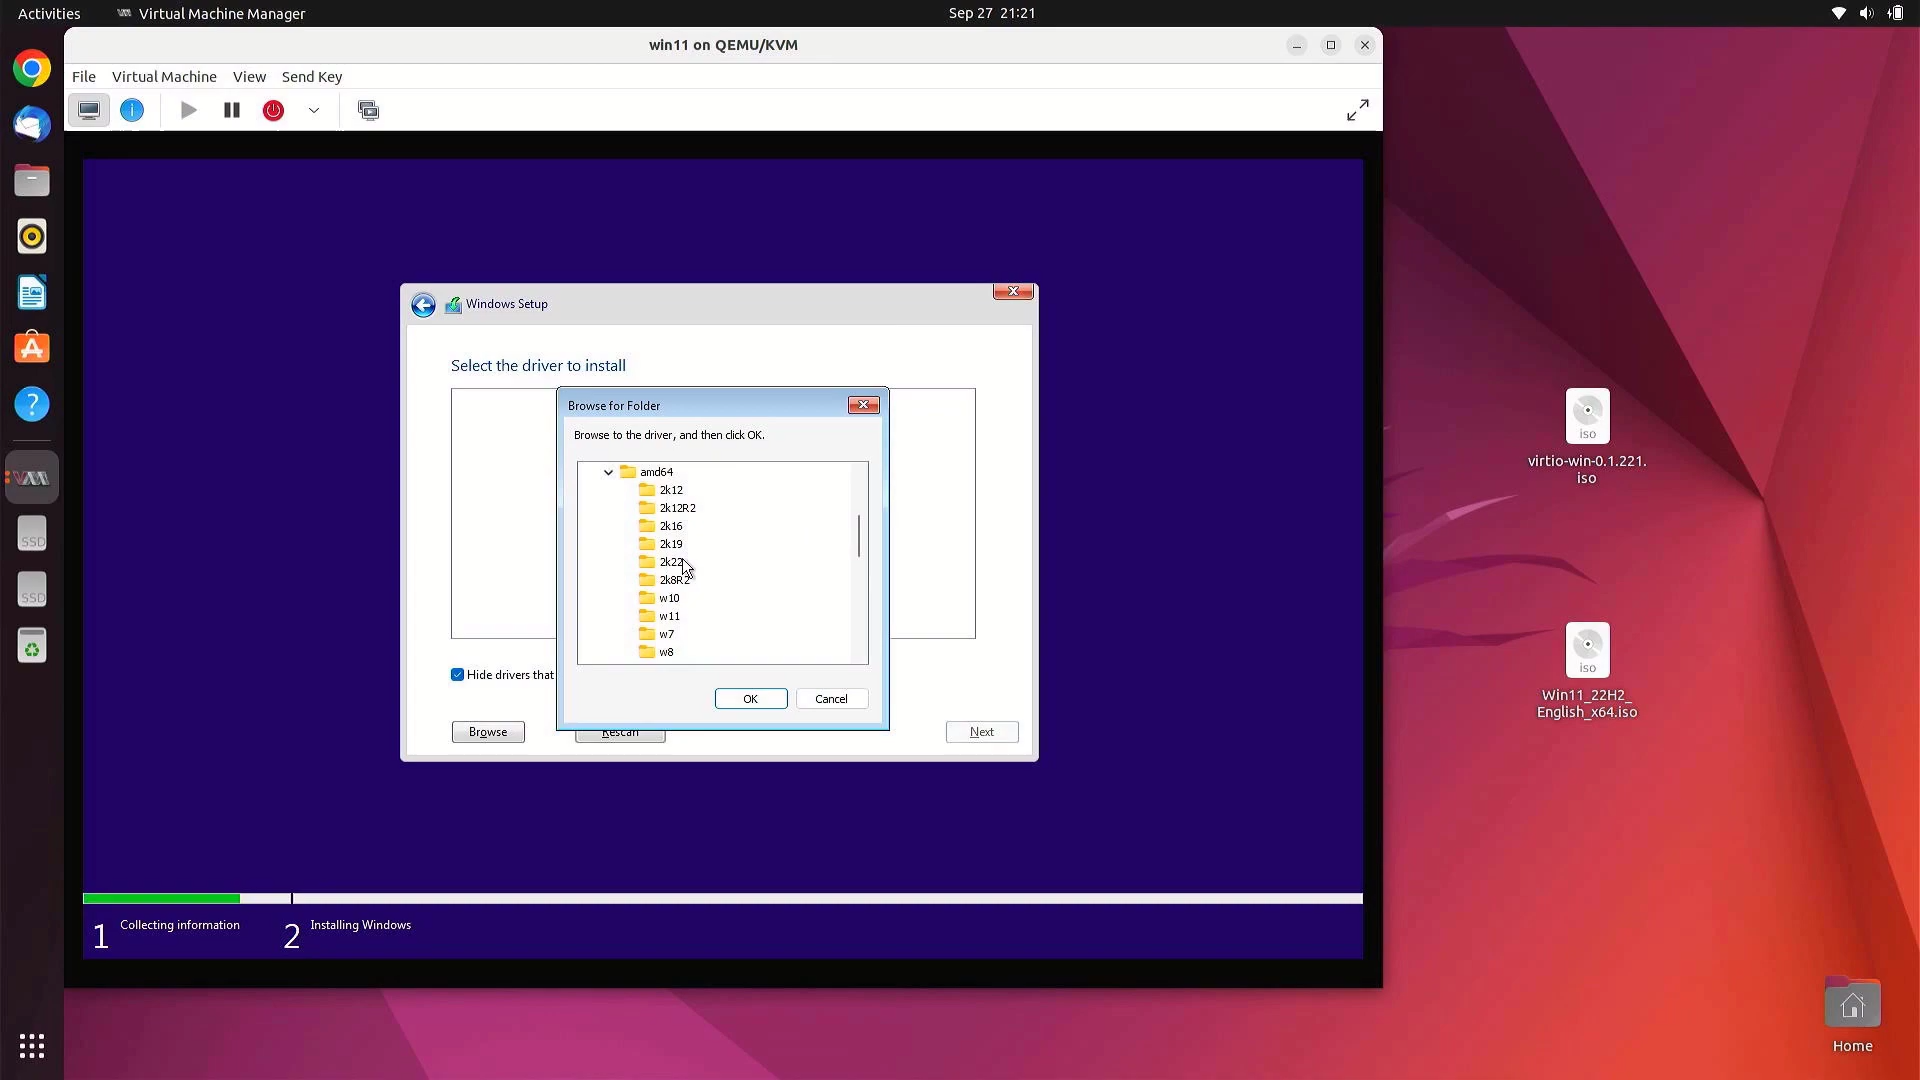 Activities
Virtual Machine Manager
Sep 27 21:21
win11 on QEMU/KVM
File
Virtual Machine
View
Send Key
Windows Setup
Select the driver to install
Browse for Folder
Browse to the driver, and then click OK.
amd64
2k12
2k12R2
2k16
2k19
2k22
2k8R2
w10
w11
w7
w8
OK
Cancel
Hide drivers that
Browse
Rescan
Next
1 Collecting information
2 Installing Windows
SSD
SSD
iso
virtio-win-0.1.221.
iso
iso
Win11_22H2_
English_x64.iso
Home